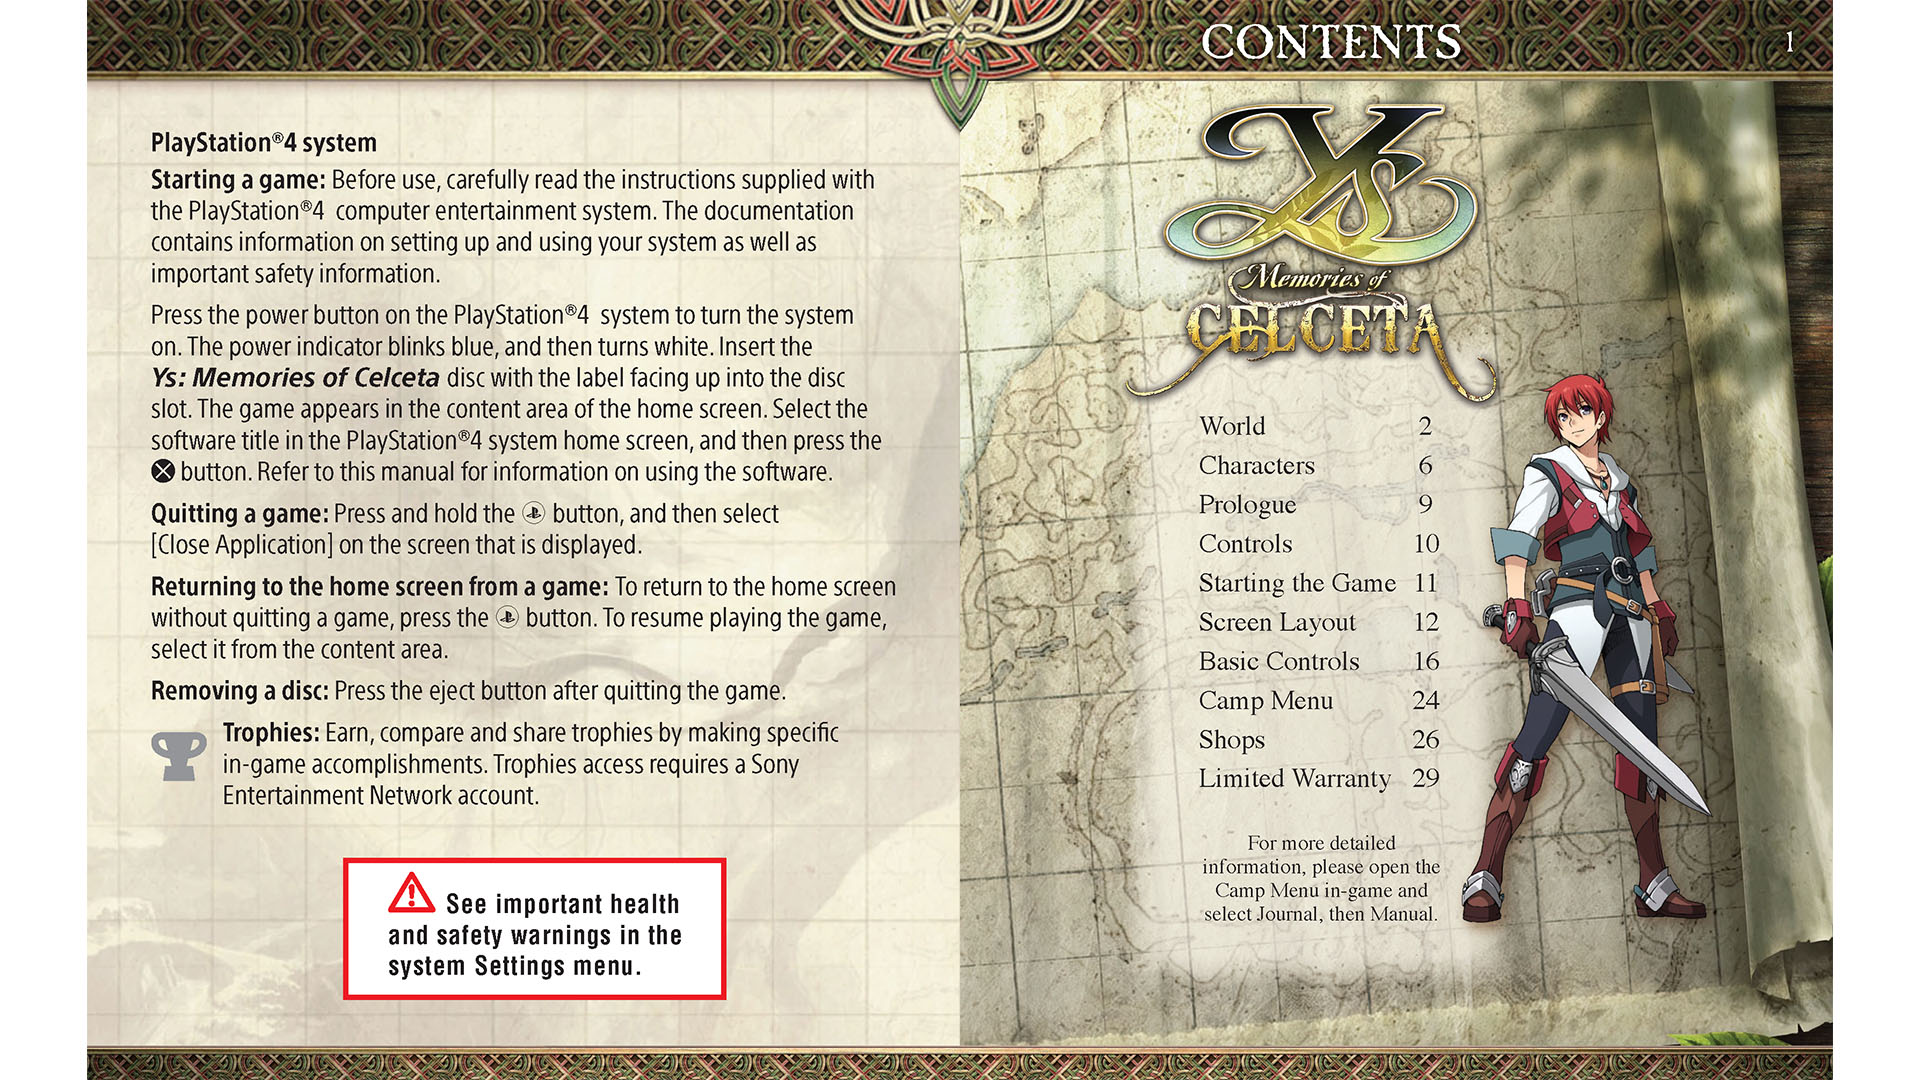 PlayStation®4 system
Starting a game: Before use, carefully read the instructions supplied with
the PlayStation®4 computer entertainment system. The documentation
contains information on setting up and using your system as well as
important safety information.
Press the power button on the PlayStation®4 system to turn the system
on. The power indicator blinks blue, and then turns white. Insert the
Ys: Memories of Celceta disc with the label facing up into the disc
slot. The game appears in the content area of the home screen. Select the
software title in the PlayStation®4 system home screen, and then press the
button. Refer to this manual for information on using the software.
Quitting a game: Press and hold the button, and then select
[Close Application] on the screen that is displayed.
Returning to the home screen from a game: To return to the home screen
without quitting a game, press the button. To resume playing the game,
select it from the content area.
Removing a disc: Press the eject button after quitting the game.
Trophies: Earn, compare and share trophies by making specific
in-game accomplishments. Trophies access requires a Sony
Entertainment Network account.
See important health
and safety warnings in the
system Settings menu.
CONTENTS 1
Ys
Memories of
CELCETA
World 2
Characters 6
Prologue 9
Controls 10
Starting the Game 11
Screen Layout 12
Basic Controls 16
Camp Menu 24
Shops 26
Limited Warranty 29
For more detailed
information, please open the
Camp Menu in-game and
select Journal, then Manual.